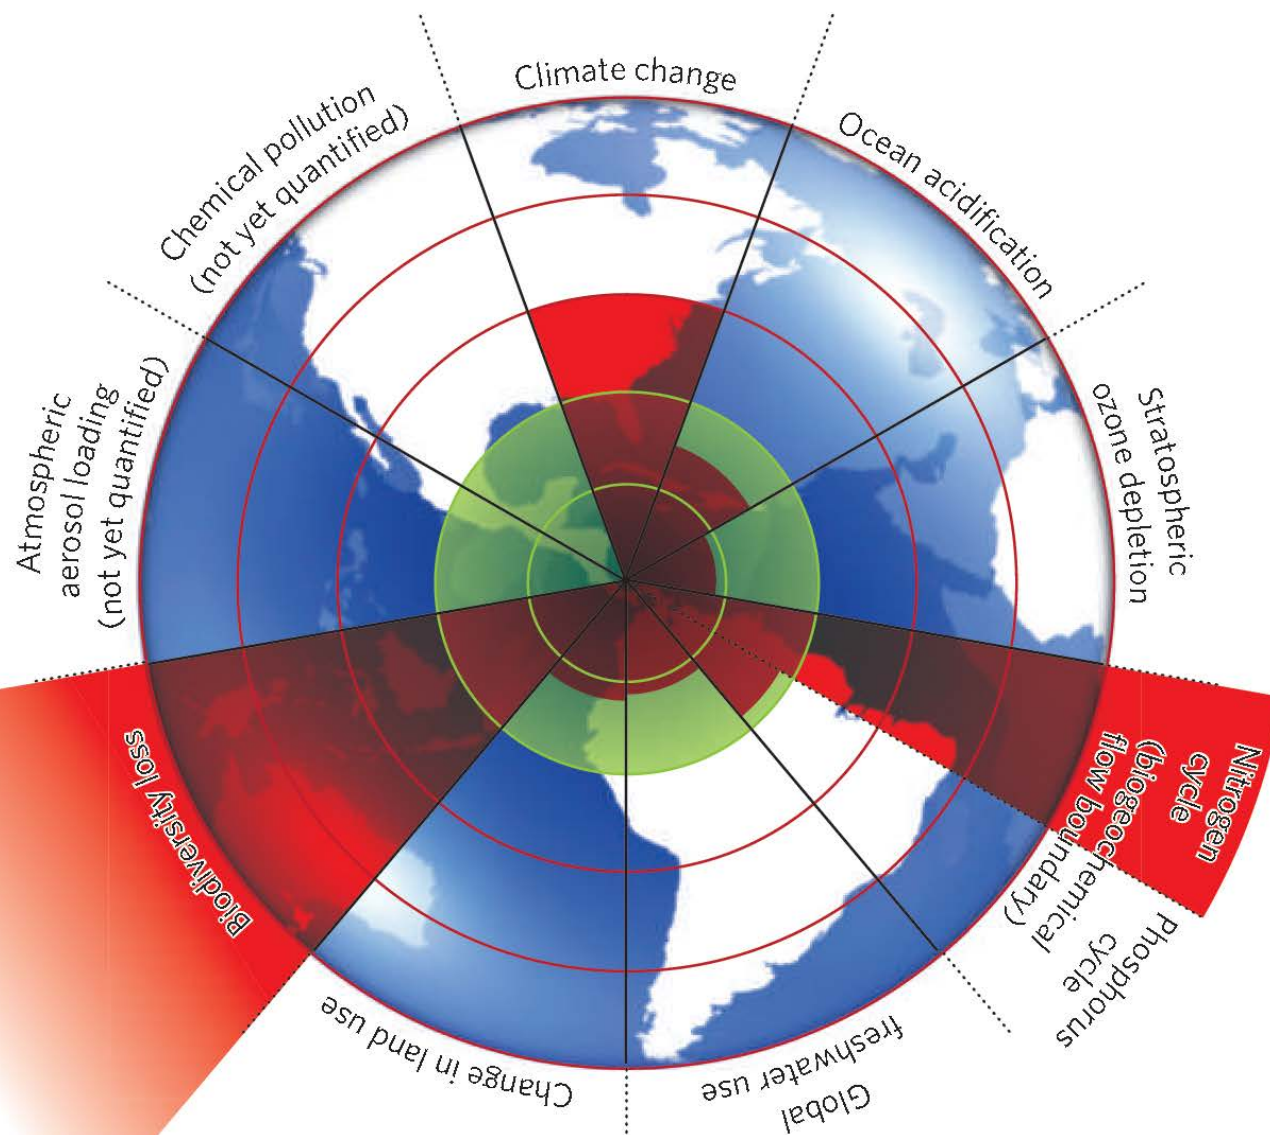 Climate change
Ocean acidification
Stratospheric
ozone depletion
Nitrogen
cycle
(biogeochemical
flow boundary)
Phosphorus
cycle
Global
freshwater use
Change in land use
Biodiversity loss
Atmospheric
aerosol loading
(not yet quantified)
Chemical pollution
(not yet quantified)